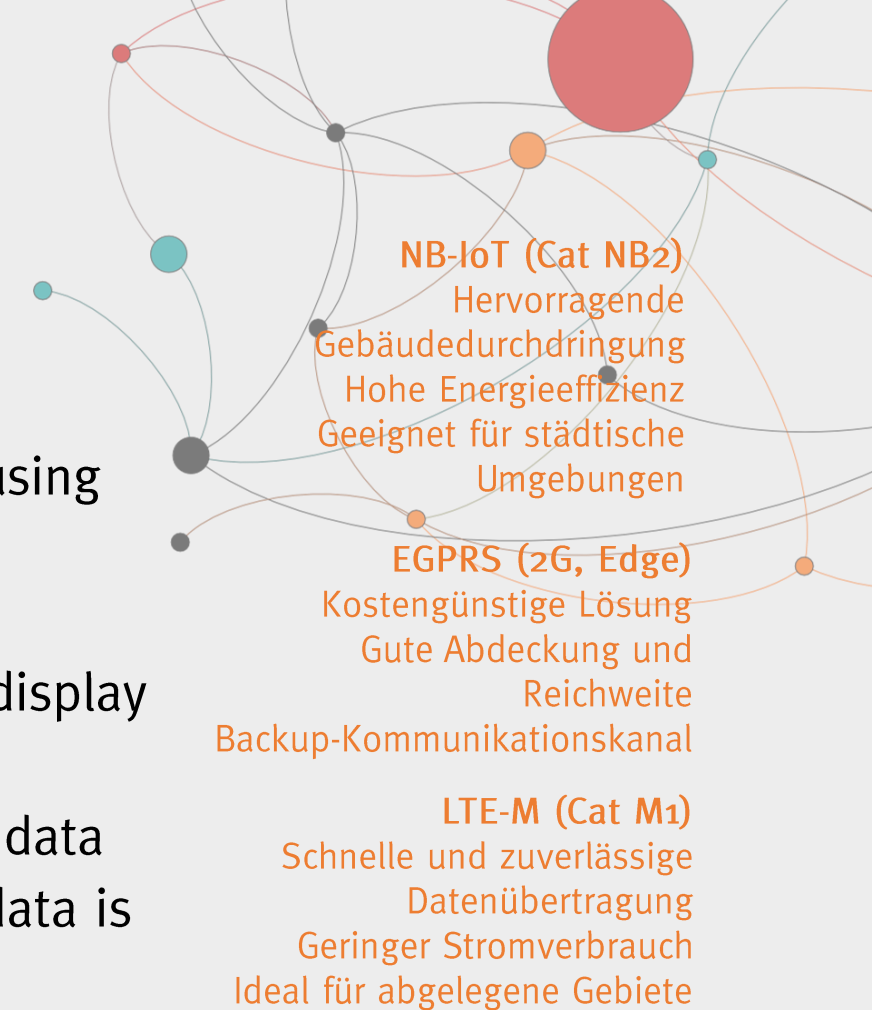 using
display
data
data is
NB-IoT (Cat NB2)
Hervorragende
Gebäudedurchdringung
Hohe Energieeffizienz
Geeignet für städtische
Umgebungen
EGPRS (2G, Edge)
Kostengünstige Lösung
Gute Abdeckung und
Reichweite
Backup-Kommunikationskanal
LTE-M (Cat M1)
Schnelle und zuverlässige
Datenübertragung
Geringer Stromverbrauch
Ideal für abgelegene Gebiete